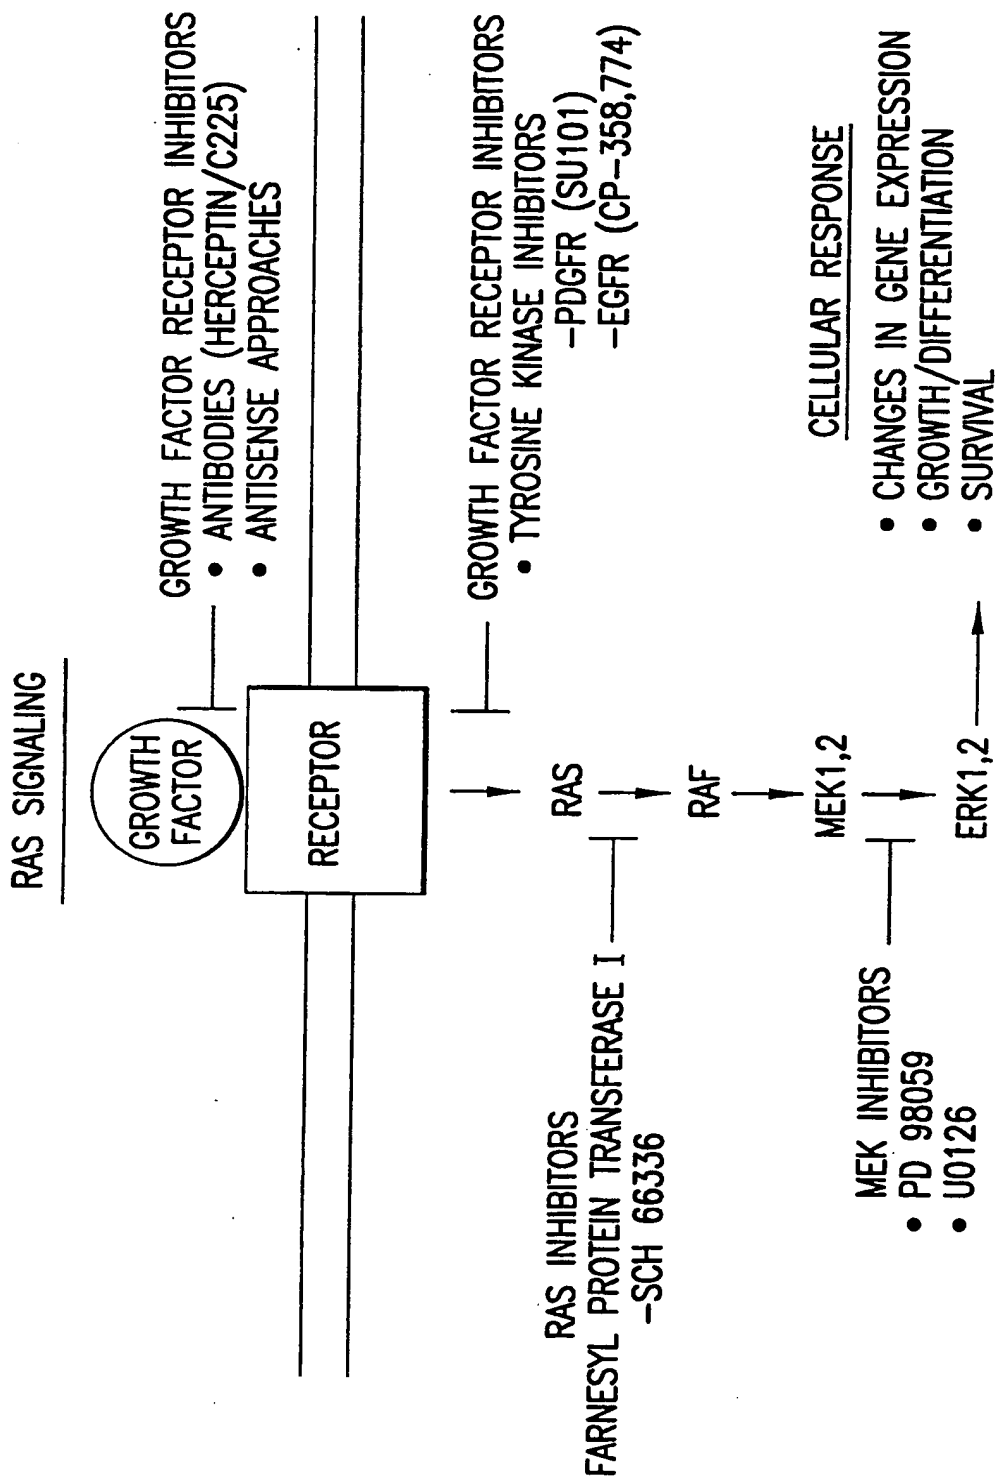 RAS SIGNALING
GROWTH
FACTOR
GROWTH FACTOR RECEPTOR INHIBITORS
• ANTIBODIES (HERCEPTIN/C225)
• ANTISENSE APPROACHES
RECEPTOR
GROWTH FACTOR RECEPTOR INHIBITORS
• TYROSINE KINASE INHIBITORS
-PDGFR (SU101)
-EGFR (CP-358,774)
RAS
RAS INHIBITORS
FARNESYL PROTEIN TRANSFERASE I
-SCH 66336
RAF
MEK1,2
MEK INHIBITORS
• PD 98059
• U0126
ERK1,2
CELLULAR RESPONSE
• CHANGES IN GENE EXPRESSION
• GROWTH/DIFFERENTIATION
• SURVIVAL